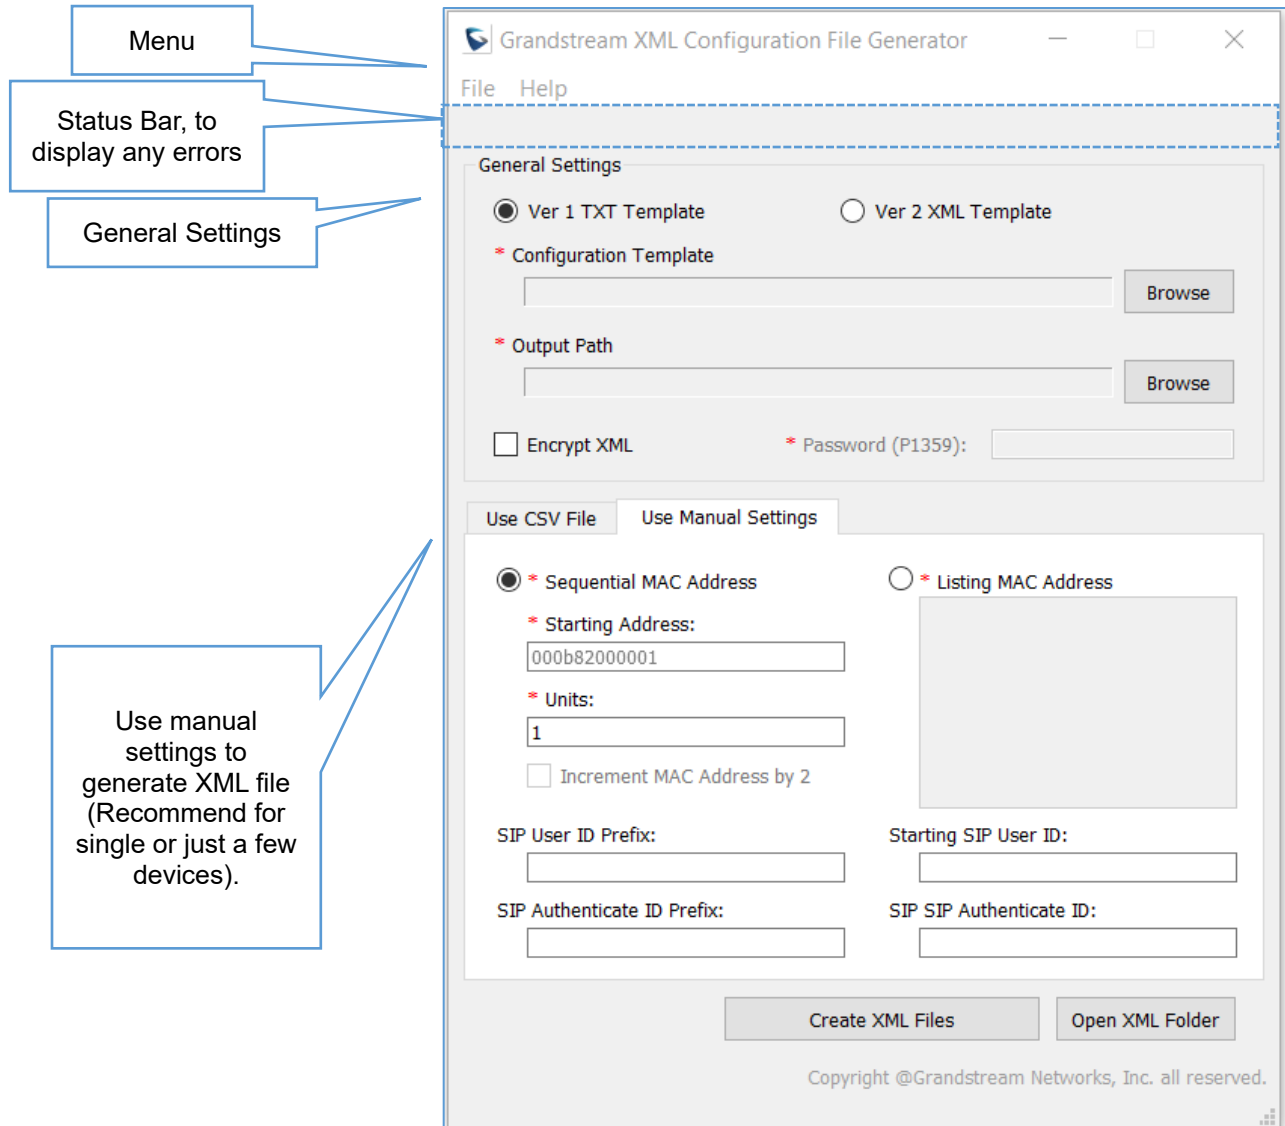 Menu
Status Bar, to
display any errors
General Settings
Use manual
settings to
generate XML file
(Recommend for
single or just a few
devices).
Grandstream XML Configuration File Generator
File Help
General Settings
Ver 1 TXT Template Ver 2 XML Template
* Configuration Template
Browse
* Output Path
Browse
Encrypt XML * Password (P1359):
Use CSV File Use Manual Settings
* Sequential MAC Address * Listing MAC Address
* Starting Address:
000b82000001
* Units:
1
Increment MAC Address by 2
SIP User ID Prefix: Starting SIP User ID:
SIP Authenticate ID Prefix: SIP SIP Authenticate ID:
Create XML Files Open XML Folder
Copyright @Grandstream Networks, Inc. all reserved.